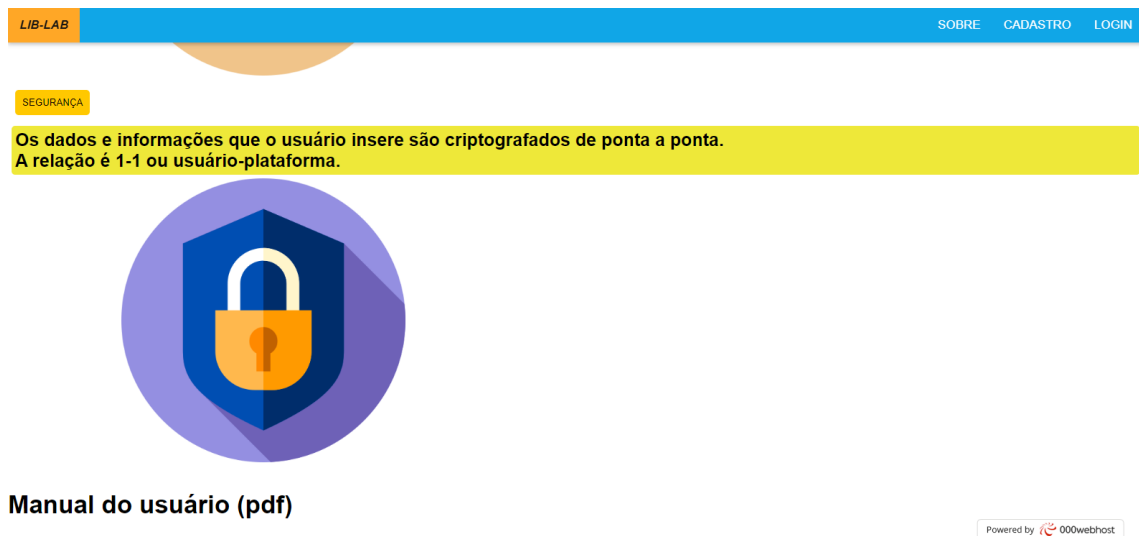 LIB-LAB
SOBRE CADASTRO LOGIN
SEGURANÇA
Os dados e informações que o usuário insere são criptografados de ponta a ponta.
A relação é 1-1 ou usuário-plataforma.
Manual do usuário (pdf)
Powered by 000webhost